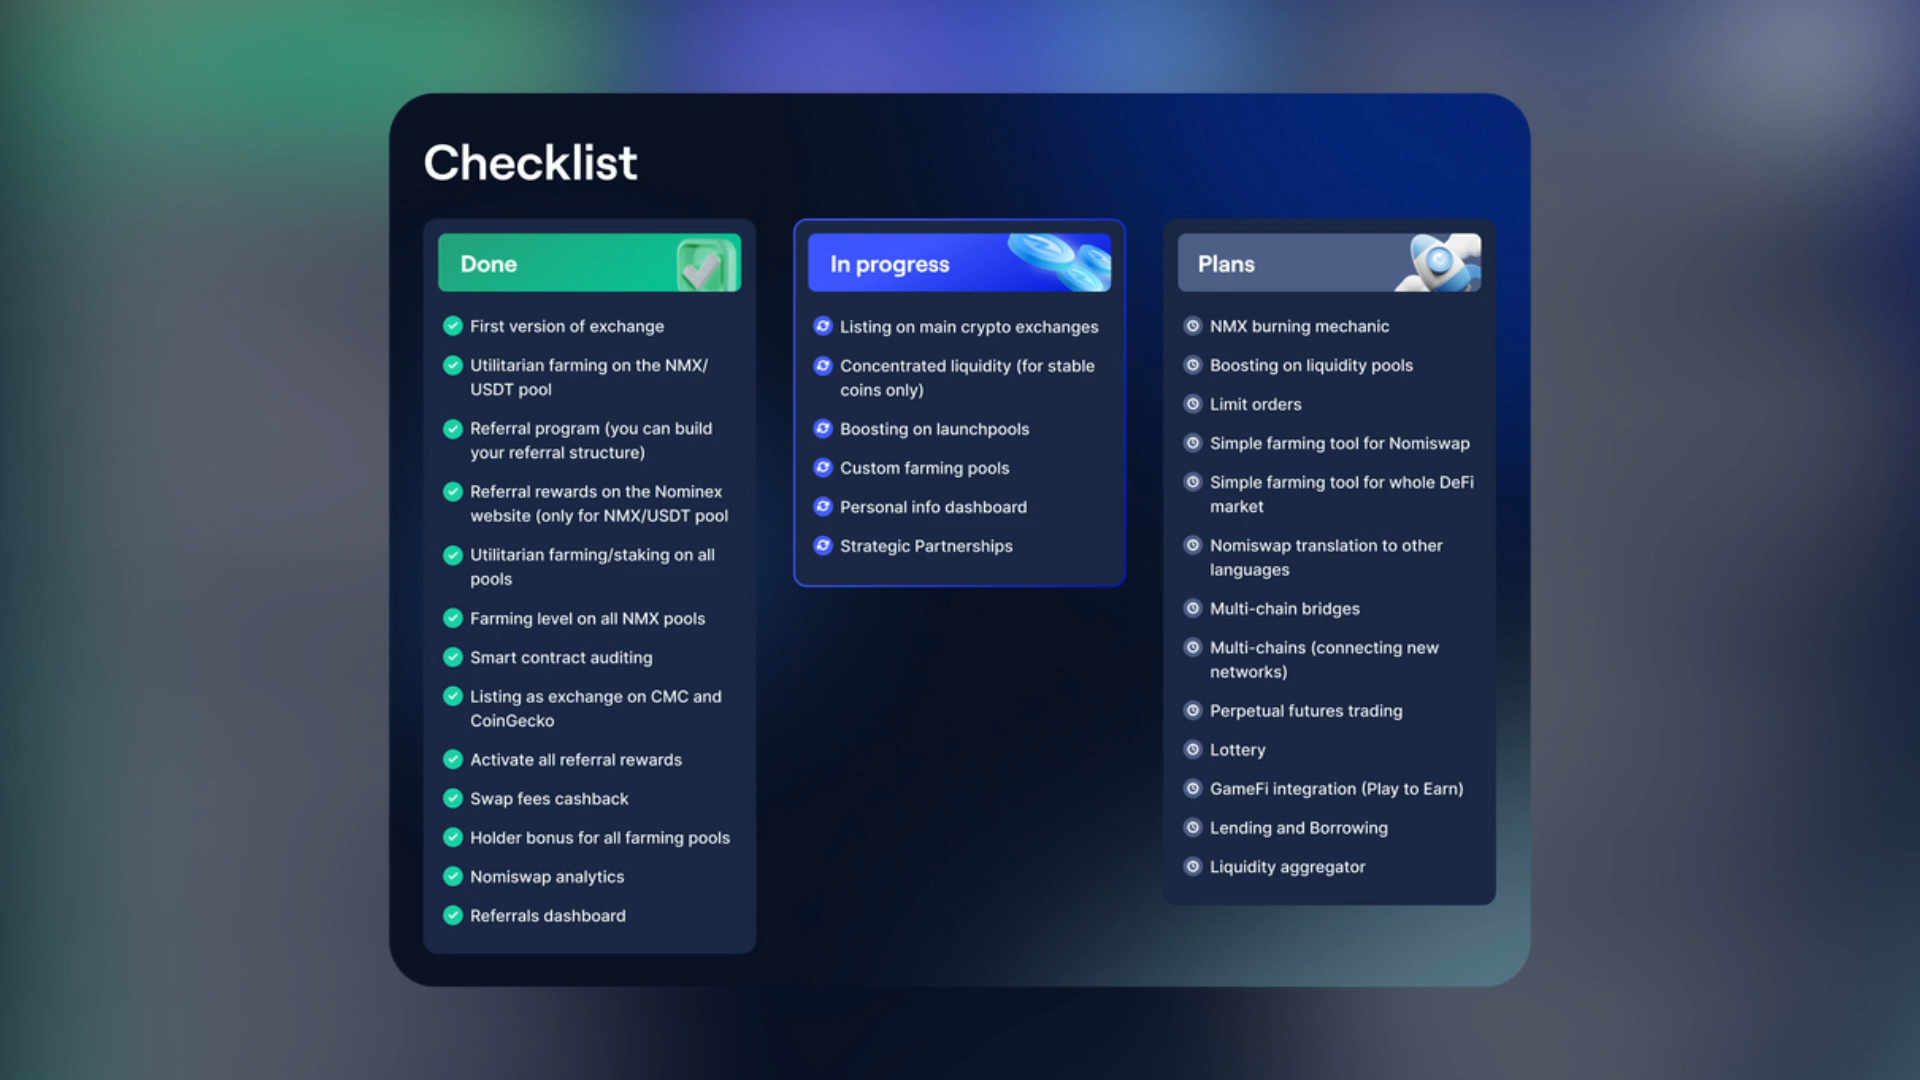 Checklist
Done
First version of exchange
Utilitarian farming on the NMX/
USDT pool
Referral program (you can build
your referral structure)
Referral rewards on the Nominex
website (only for NMX/USDT pool
Utilitarian farming/staking on all
pools
Farming level on all NMX pools
Smart contract auditing
Listing as exchange on CMC and
CoinGecko
Activate all referral rewards
Swap fees cashback
Holder bonus for all farming pools
Nomiswap analytics
Referrals dashboard
In progress
Listing on main crypto exchanges
Concentrated liquidity (for stable
coins only)
Boosting on launchpools
Custom farming pools
Personal info dashboard
Strategic Partnerships
Plans
NMX burning mechanic
Boosting on liquidity pools
Limit orders
Simple farming tool for Nomiswap
Simple farming tool for whole DeFi
market
Nomiswap translation to other
languages
Multi-chain bridges
Multi-chains (connecting new
networks)
Perpetual futures trading
Lottery
GameFi integration (Play to Earn)
Lending and Borrowing
Liquidity aggregator